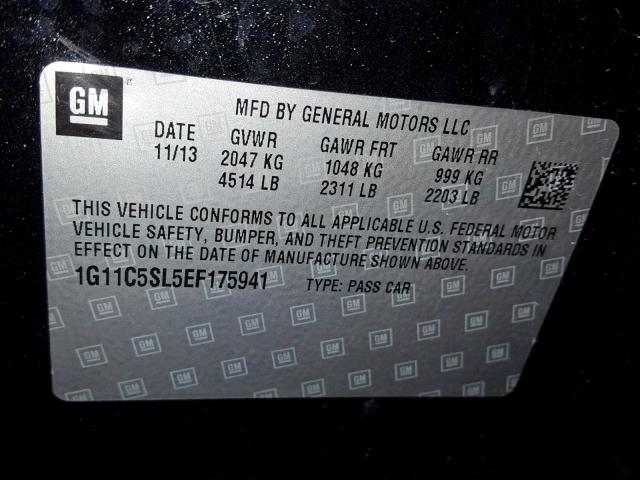 GM
MFD BY GENERAL MOTORS LLC
DATE GVWR GAWR FRT GAWR RR
11/13 2047 KG 1048 KG 999 KG
4514 LB 2311 LB 2203 LB
THIS VEHICLE CONFORMS TO ALL APPLICABLE U.S. FEDERAL MOTOR
VEHICLE SAFETY, BUMPER, AND THEFT PREVENTION STANDARDS IN
EFFECT ON THE DATE OF MANUFACTURE SHOWN ABOVE.
1G11C5SL5EF175941 TYPE: PASS CAR